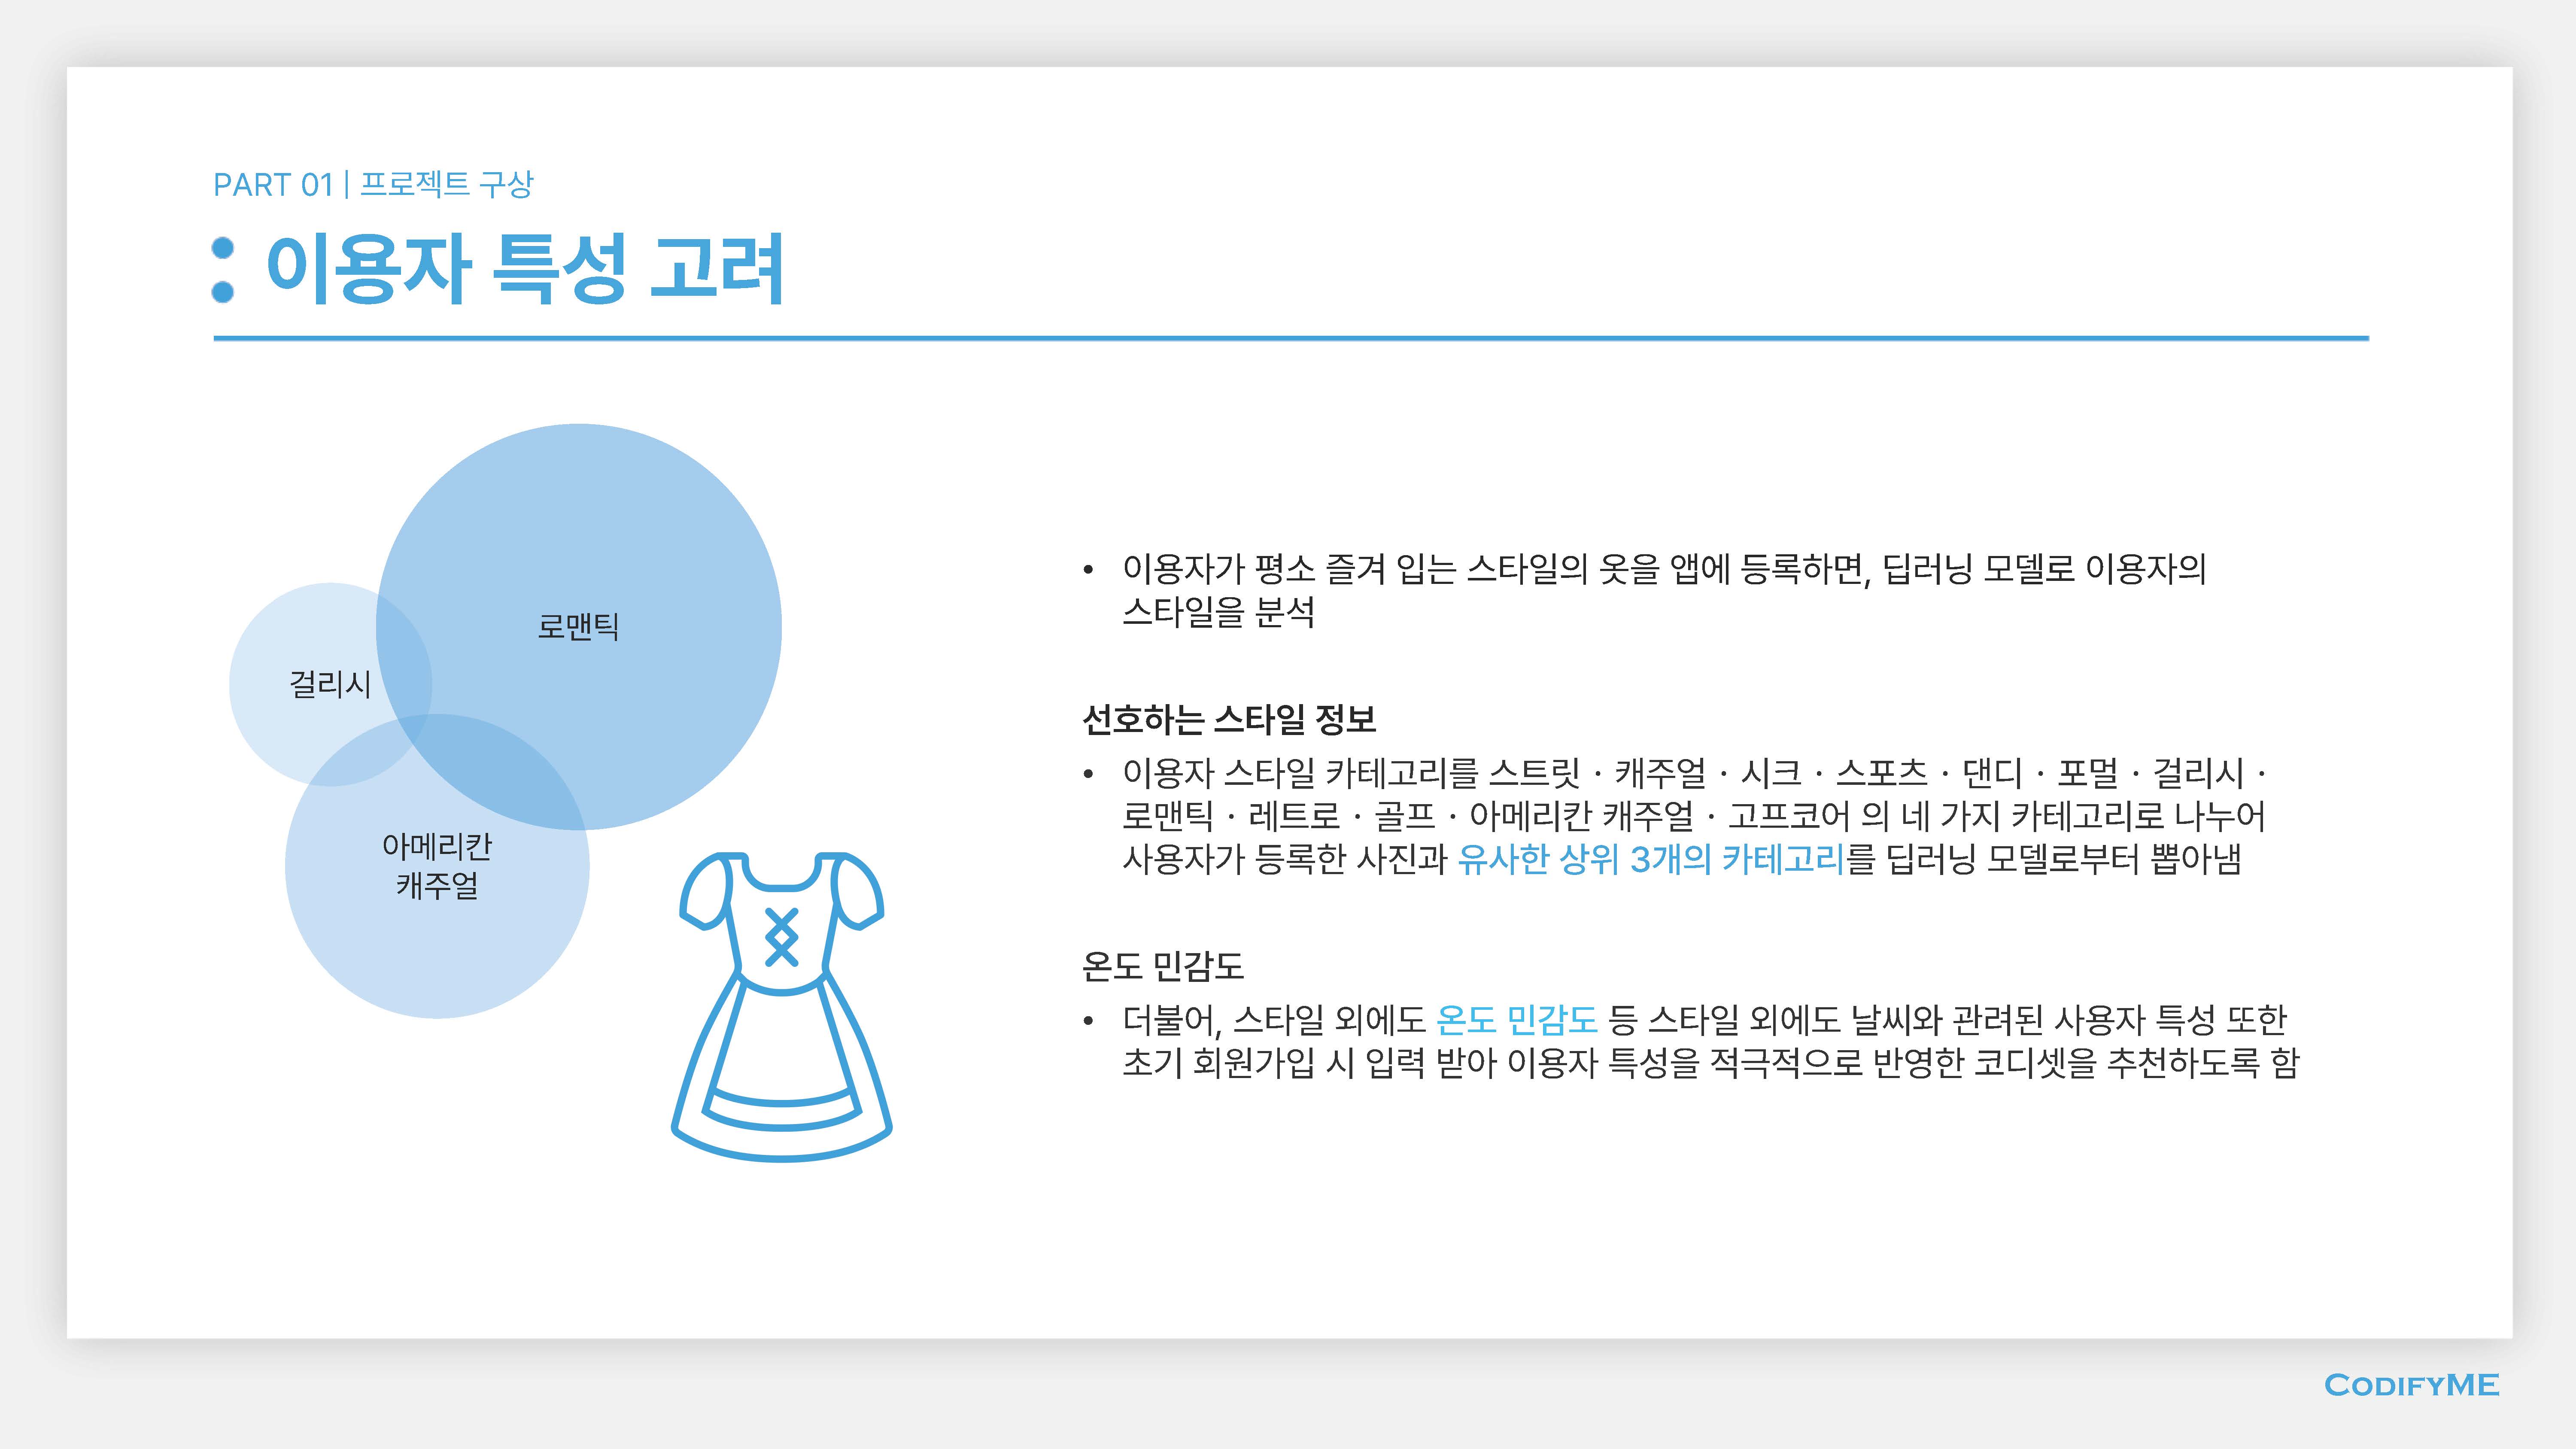 PART 01 | 프로젝트 구상
이용자 특성 고려
로맨틱
걸리시
아메리칸
캐주얼
• 이용자가 평소 즐겨 입는 스타일의 옷을 앱에 등록하면, 딥러닝 모델로 이용자의
스타일을 분석
선호하는 스타일 정보
• 이용자 스타일 카테고리를 스트릿 · 캐주얼 · 시크 · 스포츠 · 댄디 · 포멀 · 걸리시 ·
로맨틱 · 레트로 · 골프 · 아메리칸 캐주얼 · 고프코어 의 네 가지 카테고리로 나누어
사용자가 등록한 사진과 유사한 상위 3개의 카테고리를 딥러닝 모델로부터 뽑아냄
온도 민감도
• 더불어, 스타일 외에도 온도 민감도 등 스타일 외에도 날씨와 관려된 사용자 특성 또한
초기 회원가입 시 입력 받아 이용자 특성을 적극적으로 반영한 코디셋을 추천하도록 함
CODIFYME